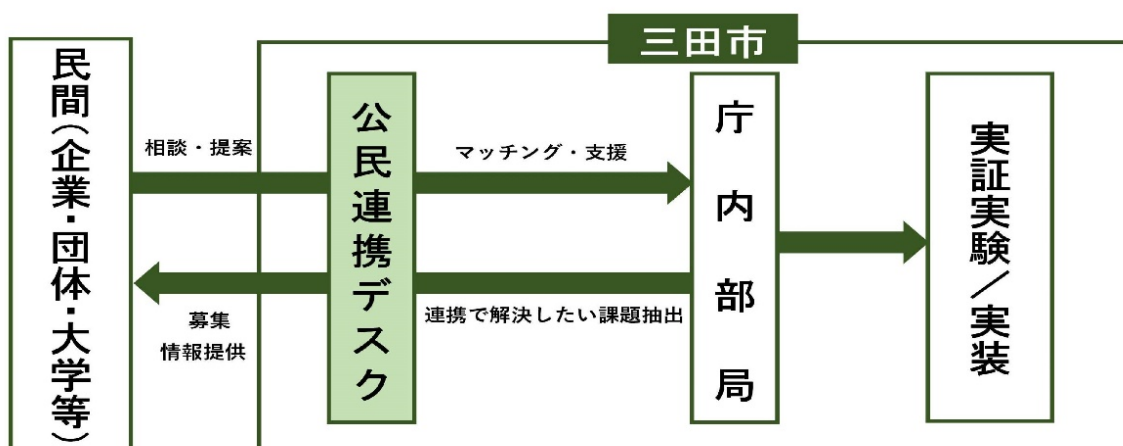 三田市
民間(企業・団体・大学等)
相談・提案
募集
情報提供
公民連携デスク
マッチング・支援
連携で解決したい課題抽出
庁内部局
実証実験/実装